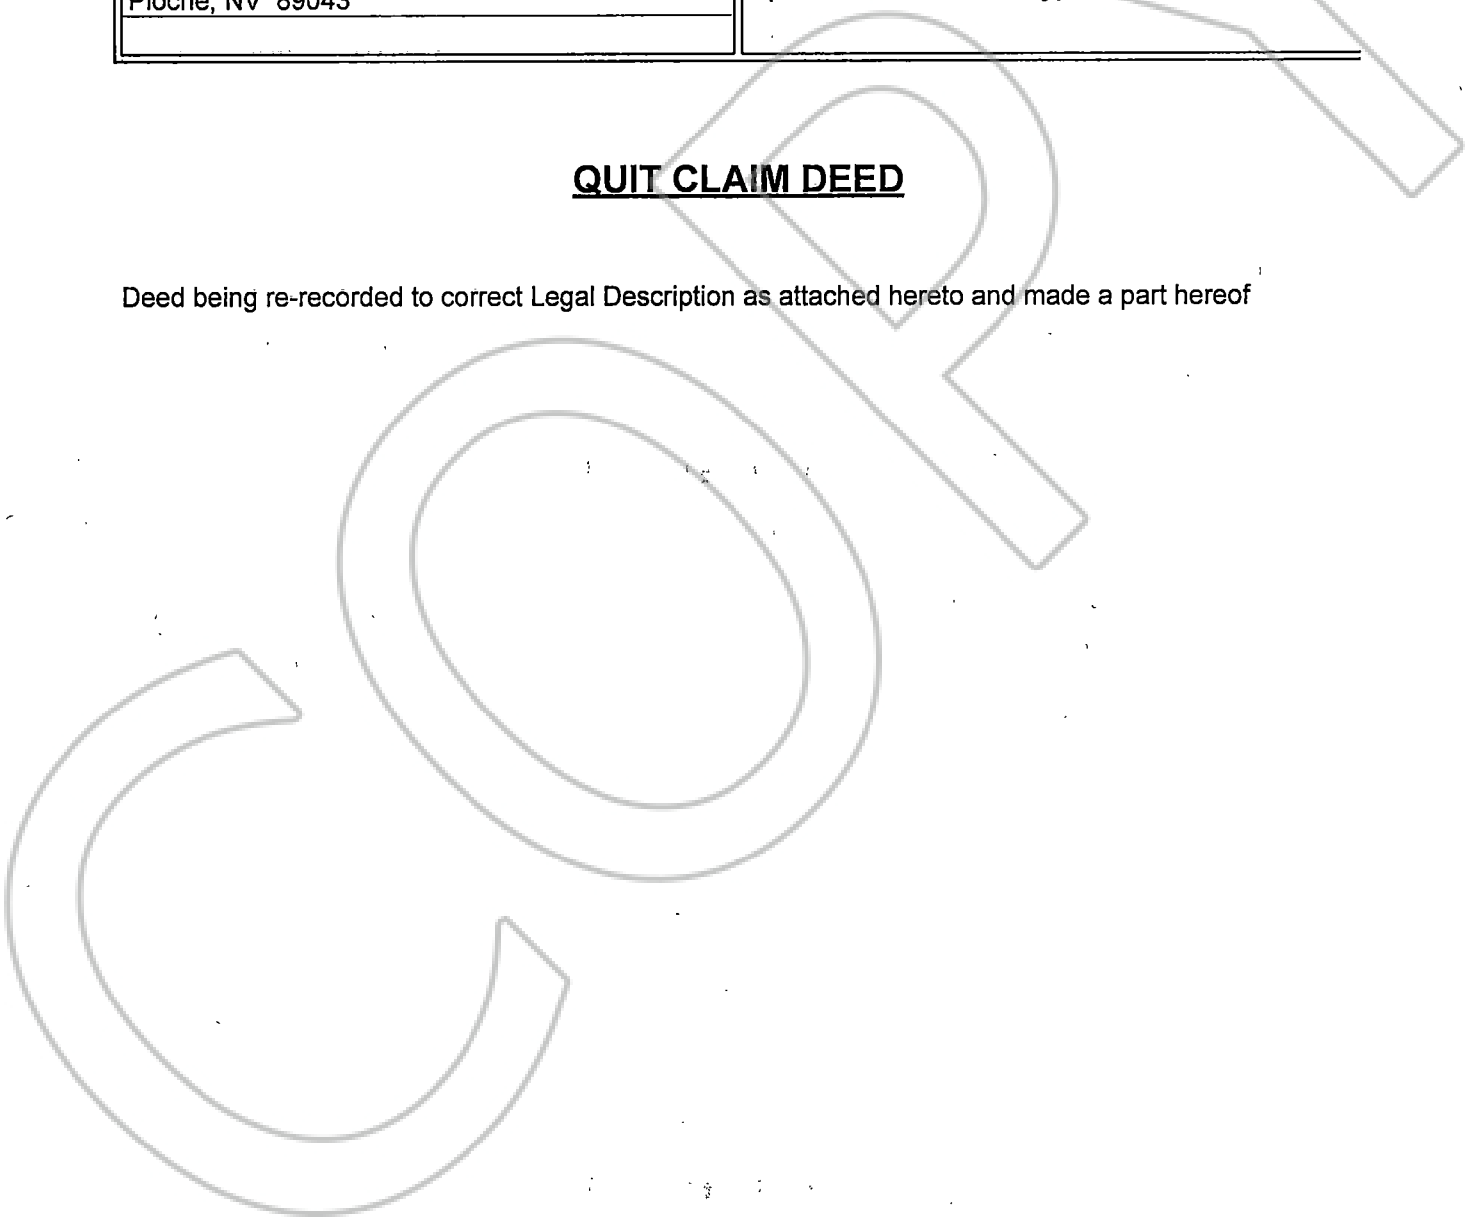 Pioche, NV 89043
QUIT CLAIM DEED
Deed being re-recorded to correct Legal Description as attached hereto and made a part hereof
COPY